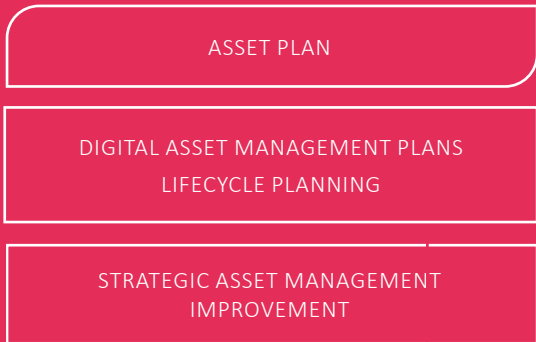 ASSET PLAN
DIGITAL ASSET MANAGEMENT PLANS
LIFECYCLE PLANNING
STRATEGIC ASSET MANAGEMENT
IMPROVEMENT